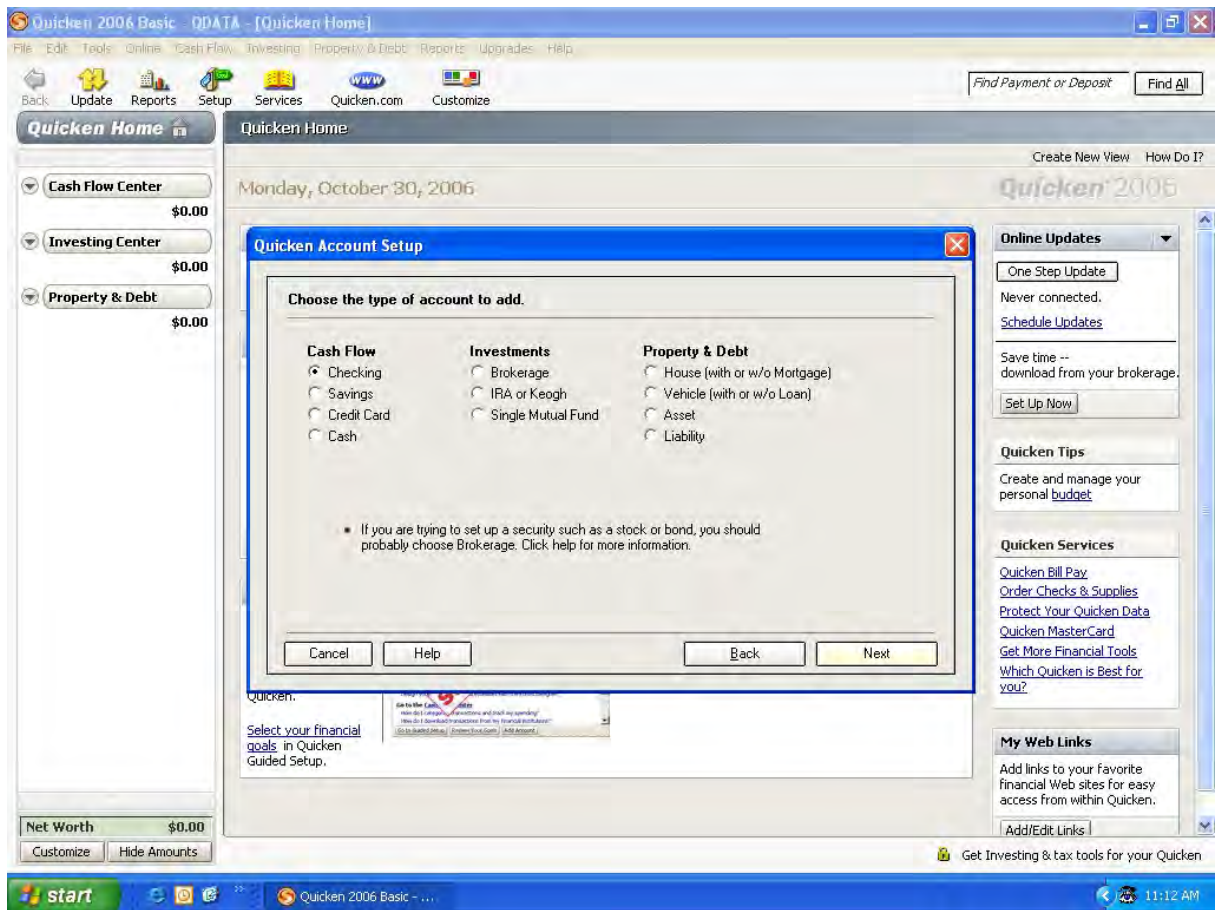 Quicken 2006 Basic - QDATA - [Quicken Home]
File Edit Tools Online Cash Flow Investing Property & Debt Reports Upgrades Help
Back Update Reports Setup Services Quicken.com Customize
www
Find Payment or Deposit Find All
Quicken Home
Quicken Home
Create New View How Do I?
Cash Flow Center
$0.00
Investing Center
$0.00
Property & Debt
$0.00
Net Worth $0.00
Customize Hide Amounts
Monday, October 30, 2006
Quicken 2006
Quicken Account Setup
Choose the type of account to add.
Cash Flow
Checking
Savings
Credit Card
Cash
Investments
Brokerage
IRA or Keogh
Single Mutual Fund
Property & Debt
House (with or w/o Mortgage)
Vehicle (with or w/o Loan)
Asset
Liability
If you are trying to set up a security such as a stock or bond, you should
probably choose Brokerage. Click help for more information.
Cancel Help Back Next
Quicken.
Select your financial
goals in Quicken
Guided Setup.
How do I download transactions from my financial institutions?
Online Updates
One Step Update
Never connected.
Schedule Updates
Save time --
download from your brokerage.
Set Up Now
Quicken Tips
Create and manage your
personal budget
Quicken Services
Quicken Bill Pay
Order Checks & Supplies
Protect Your Quicken Data
Quicken MasterCard
Get More Financial Tools
Which Quicken is Best for
you?
My Web Links
Add links to your favorite
financial Web sites for easy
access from within Quicken.
Add/Edit Links
Get Investing & tax tools for your Quicken
start
Quicken 2006 Basic - ...
11:12 AM